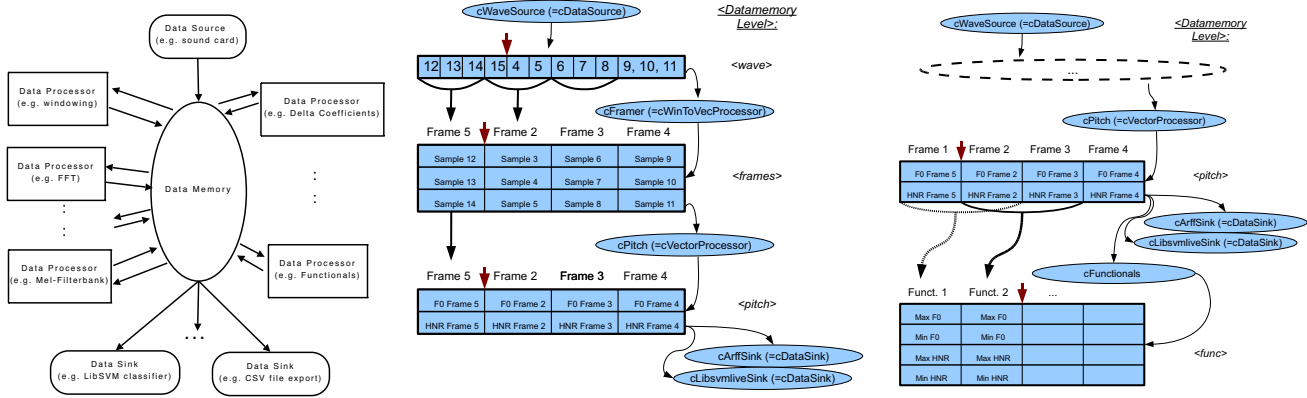 Data Source
(e.g. sound card)
Data Processor
(e.g. windowing)
Data Processor
(e.g. Delta Coefficients)
Data Processor
(e.g. FFT)
Data Memory
:
:
:
:
:
:
Data Processor
(e.g. Mel-Filterbank)
Data Processor
(e.g. Functionals)
...
Data Sink
(e.g. LibSVM classifier)
Data Sink
(e.g. CSV file export)
cWaveSource (=cDataSource)
<Datamemory
Level>:
12 13 14 15 4 5 6 7 8 9, 10, 11
<wave>
cFramer (=cWinToVecProcessor)
Frame 5 Frame 2 Frame 3 Frame 4
Sample 12 Sample 3 Sample 6 Sample 9
Sample 13 Sample 4 Sample 7 Sample 10
Sample 14 Sample 5 Sample 8 Sample 11
<frames>
cPitch (=cVectorProcessor)
Frame 5 Frame 2 Frame 3 Frame 4
F0 Frame 5 F0 Frame 2 F0 Frame 3 F0 Frame 4
HNR Frame 5 HNR Frame 2 HNR Frame 3 HNR Frame 4
<pitch>
cArffSink (=cDataSink)
cLibsvmliveSink (=cDataSink)
cWaveSource (=cDataSource)
<Datamemory
Level>:
...
cPitch (=cVectorProcessor)
Frame 1 Frame 2 Frame 3 Frame 4
F0 Frame 5 F0 Frame 2 F0 Frame 3 F0 Frame 4
HNR Frame 5 HNR Frame 2 HNR Frame 3 HNR Frame 4
<pitch>
cArffSink (=cDataSink)
cLibsvmliveSink (=cDataSink)
cFunctionals
Funct. 1 Funct. 2 ...
Max F0 Max F0
Min F0 Min F0
Max HNR Max HNR
Min HNR Min HNR
<func>